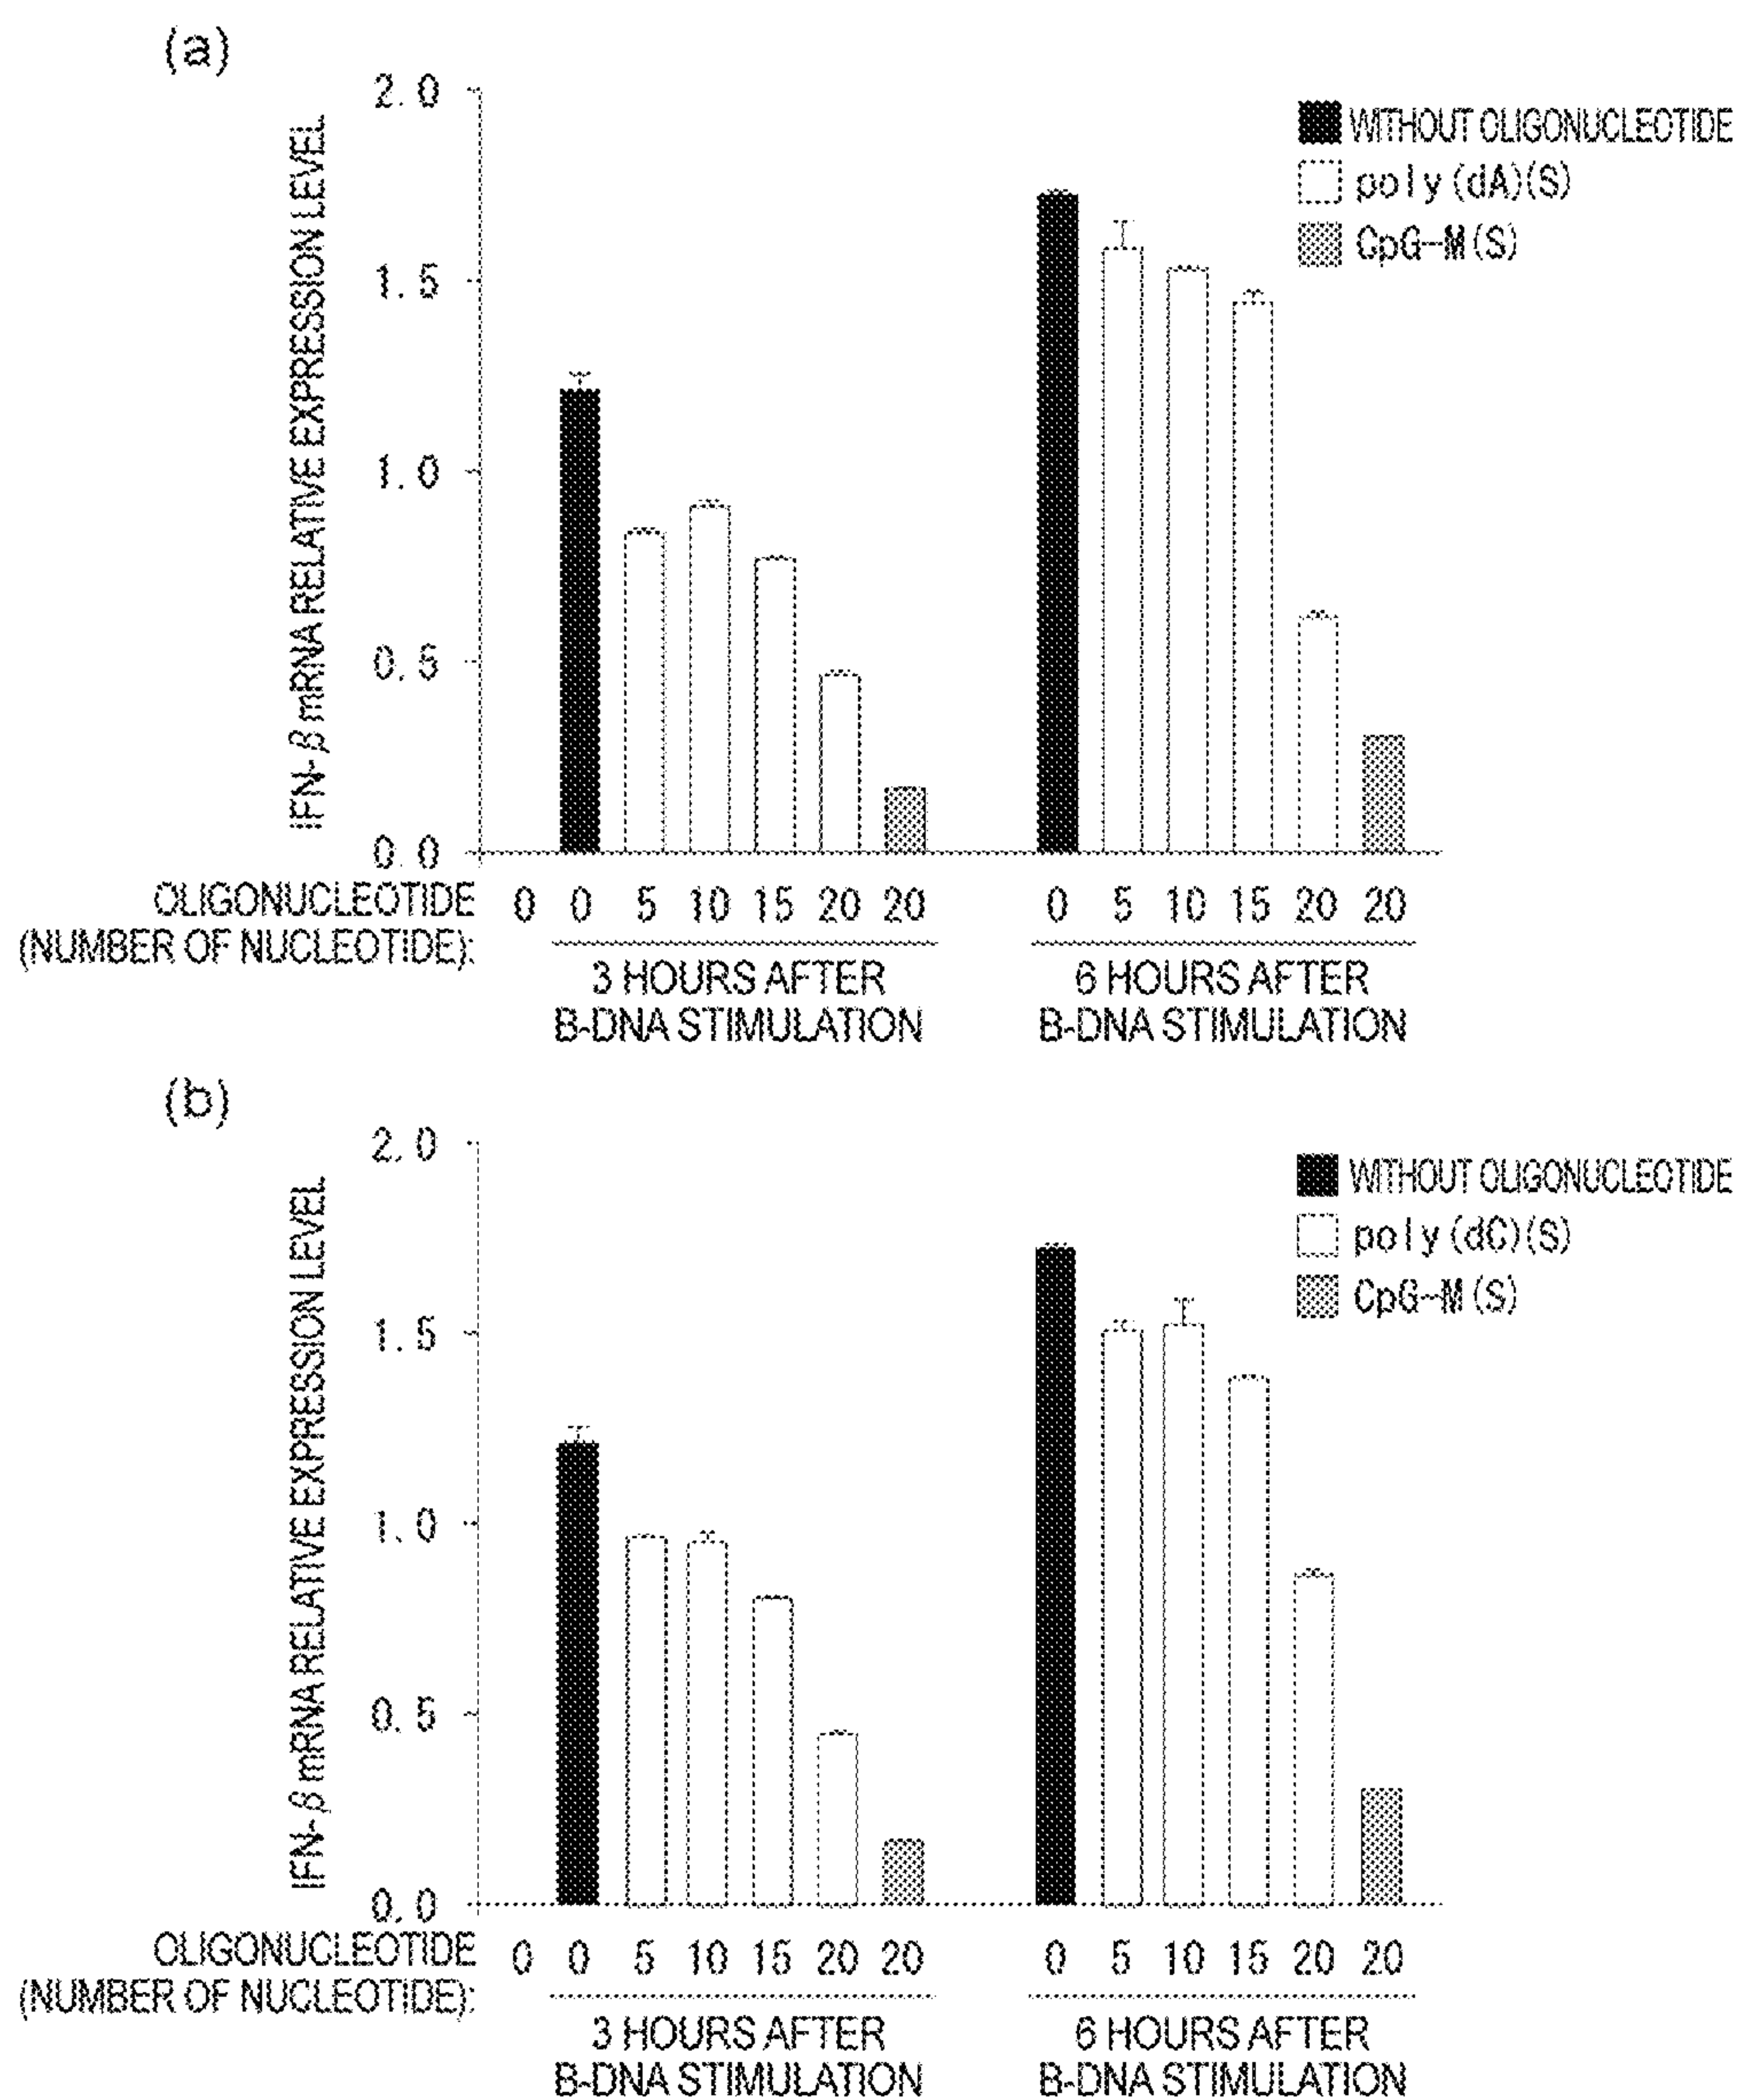 (a)
IFN-β mRNA RELATIVE EXPRESSION LEVEL
2.0
1.5
1.0
0.5
0.0
WITHOUT OLIGONUCLEOTIDE
poly(dA)(S)
CpG-M(S)
OLIGONUCLEOTIDE
(NUMBER OF NUCLEOTIDE):
0 0 5 10 15 20 20 0 5 10 15 20 20
3 HOURS AFTER
B-DNA STIMULATION
6 HOURS AFTER
B-DNA STIMULATION
(b)
IFN-β mRNA RELATIVE EXPRESSION LEVEL
2.0
1.5
1.0
0.5
0.0
WITHOUT OLIGONUCLEOTIDE
poly(dC)(S)
CpG-M(S)
OLIGONUCLEOTIDE
(NUMBER OF NUCLEOTIDE):
0 0 5 10 15 20 20 0 5 10 15 20 20
3 HOURS AFTER
B-DNA STIMULATION
6 HOURS AFTER
B-DNA STIMULATION